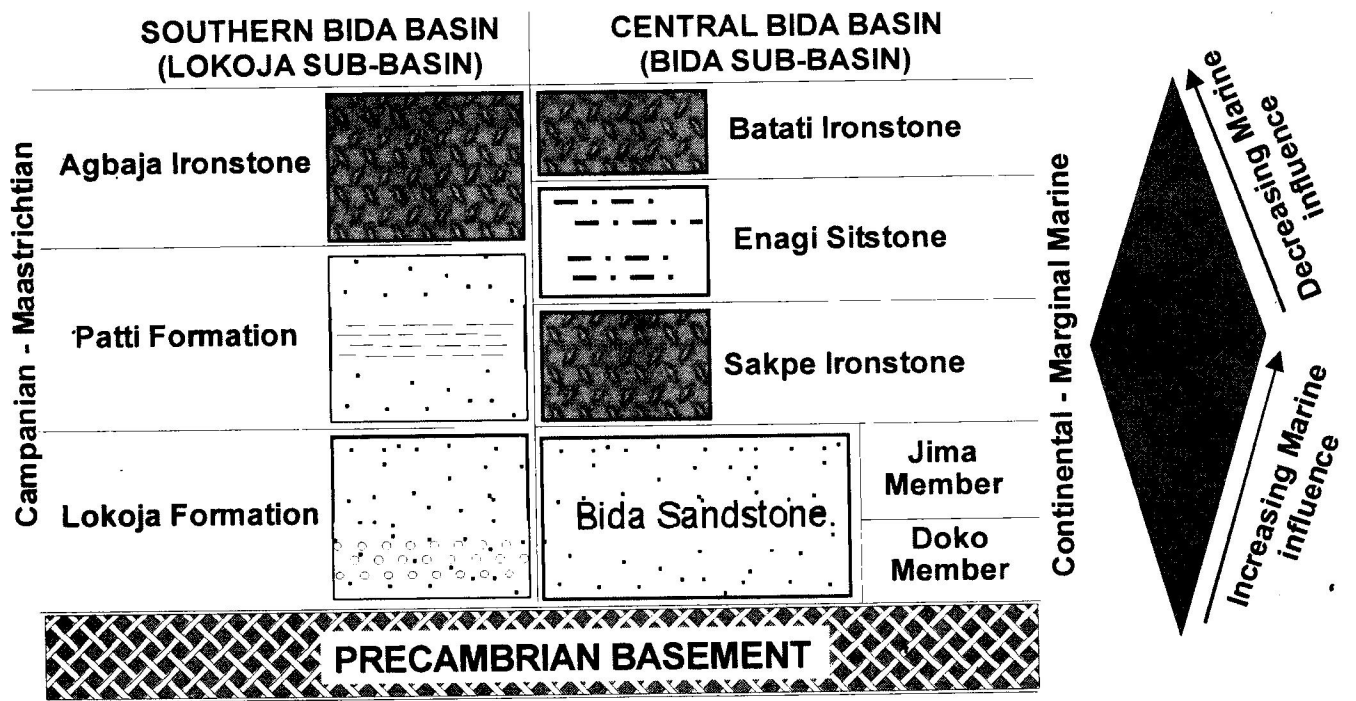 SOUTHERN BIDA BASIN
(LOKOJA SUB-BASIN)
CENTRAL BIDA BASIN
(BIDA SUB-BASIN)
Campanian - Maastrichtian
Agbaja Ironstone
Patti Formation
Lokoja Formation
Batati Ironstone
Enagi Sitstone
Sakpe Ironstone
Bida Sandstone.
Jima
Member
Doko
Member
PRECAMBRIAN BASEMENT
Continental - Marginal Marine
Decreasing Marine
influence
Increasing Marine
influence